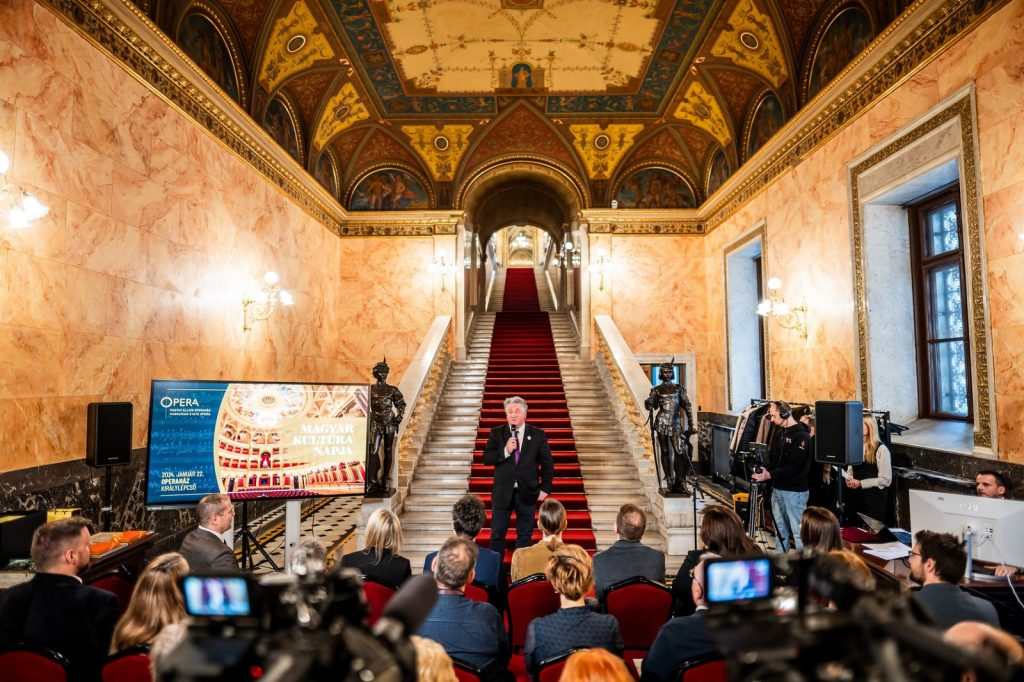 OPERA
MAGYAR ÁLLAMI OPERAHÁZ
HUNGARIAN STATE OPERA
MAGYAR
KULTÚRA
NAPJA
2024. JANUÁR 22.
OPERAHÁZ
KIRÁLYLÉPCSŐ